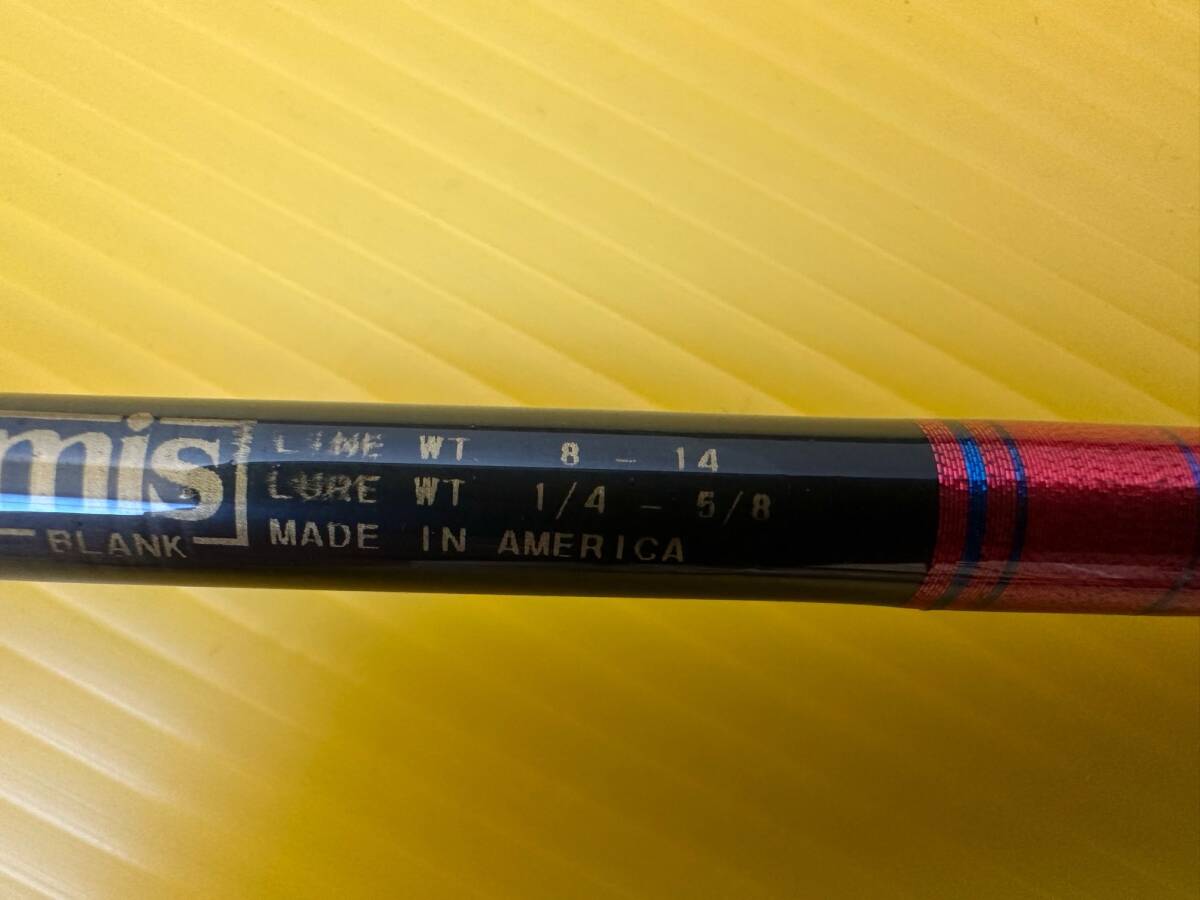 mis
BLANK
LINE WT 8 - 14
LURE WT 1/4 - 5/8
MADE IN AMERICA